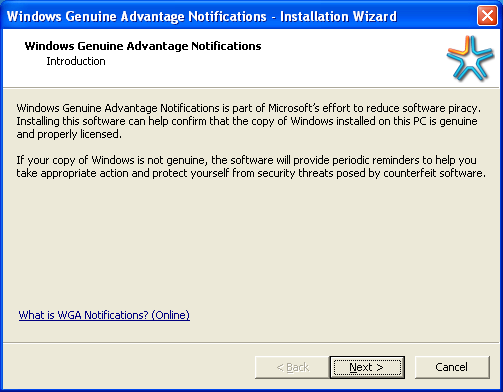 Windows Genuine Advantage Notifications - Installation Wizard
Windows Genuine Advantage Notifications
Introduction
Windows Genuine Advantage Notifications is part of Microsoft's effort to reduce software piracy.
Installing this software can help confirm that the copy of Windows installed on this PC is genuine
and properly licensed.
If your copy of Windows is not genuine, the software will provide periodic reminders to help you
take appropriate action and protect yourself from security threats posed by counterfeit software.
What is WGA Notifications? (Online)
< Back Next > Cancel